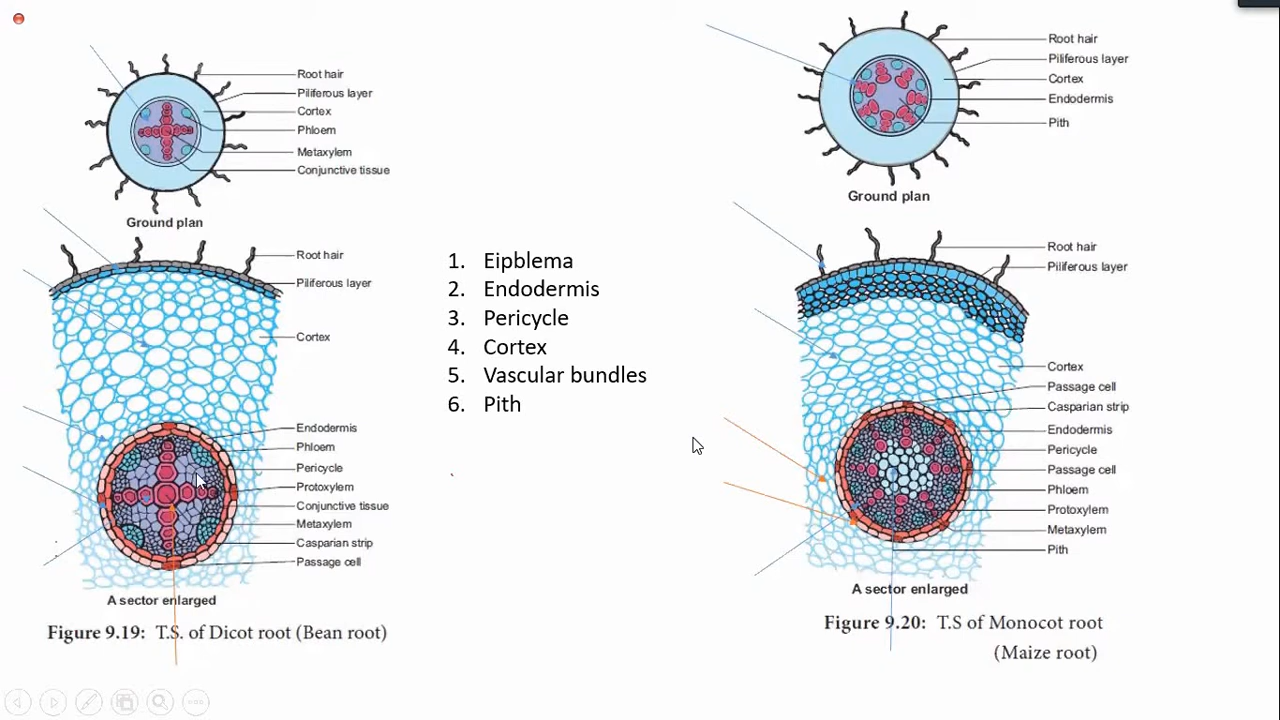 Root hair
Piliferous layer
Cortex
Phloem
Metaxylem
Conjunctive tissue
Ground plan
Root hair
Piliferous layer
Cortex
Endodermis
Phloem
Pericycle
Protoxylem
Conjunctive tissue
Metaxylem
Casparian strip
Passage cell
A sector enlarged
Figure 9.19: T.S. of Dicot root (Bean root)
1. Eipblema
2. Endodermis
3. Pericycle
4. Cortex
5. Vascular bundles
6. Pith
Root hair
Piliferous layer
Cortex
Endodermis
Pith
Ground plan
Root hair
Piliferous layer
Cortex
Passage cell
Casparian strip
Endodermis
Pericycle
Passage cell
Phloem
Protoxylem
Metaxylem
Pith
A sector enlarged
Figure 9.20: T.S of Monocot root
(Maize root)